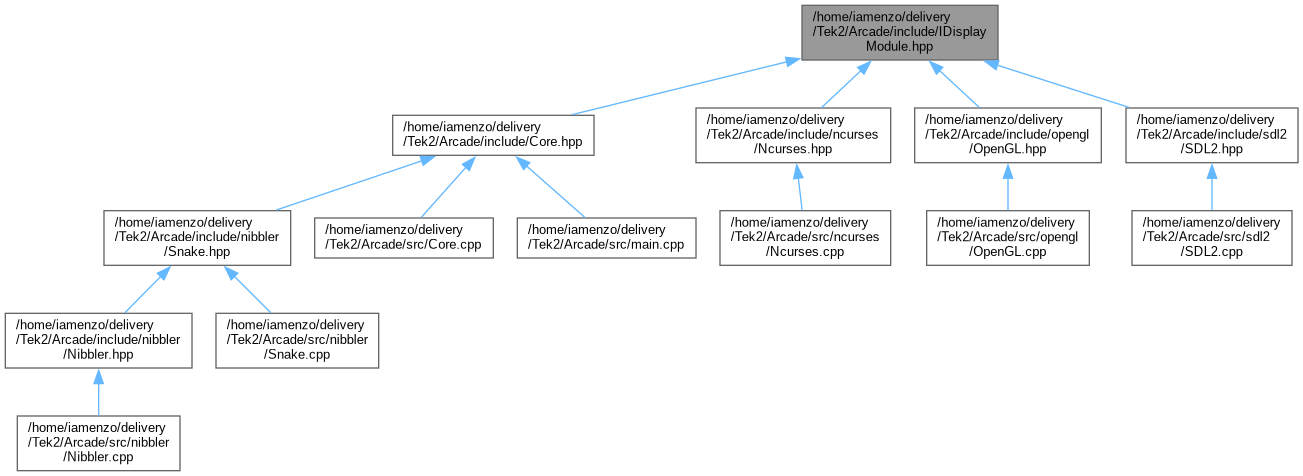 /home/iamenzo/delivery
/Tek2/Arcade/include/IDisplay
Module.hpp
/home/iamenzo/delivery
/Tek2/Arcade/include/Core.hpp
/home/iamenzo/delivery
/Tek2/Arcade/include/ncurses
/Ncurses.hpp
/home/iamenzo/delivery
/Tek2/Arcade/include/opengl
/OpenGL.hpp
/home/iamenzo/delivery
/Tek2/Arcade/include/sdl2
/SDL2.hpp
/home/iamenzo/delivery
/Tek2/Arcade/include/nibbler
/Snake.hpp
/home/iamenzo/delivery
/Tek2/Arcade/src/Core.cpp
/home/iamenzo/delivery
/Tek2/Arcade/src/main.cpp
/home/iamenzo/delivery
/Tek2/Arcade/src/ncurses
/Ncurses.cpp
/home/iamenzo/delivery
/Tek2/Arcade/src/opengl
/OpenGL.cpp
/home/iamenzo/delivery
/Tek2/Arcade/src/sdl2
/SDL2.cpp
/home/iamenzo/delivery
/Tek2/Arcade/include/nibbler
/Nibbler.hpp
/home/iamenzo/delivery
/Tek2/Arcade/src/nibbler
/Snake.cpp
/home/iamenzo/delivery
/Tek2/Arcade/src/nibbler
/Nibbler.cpp